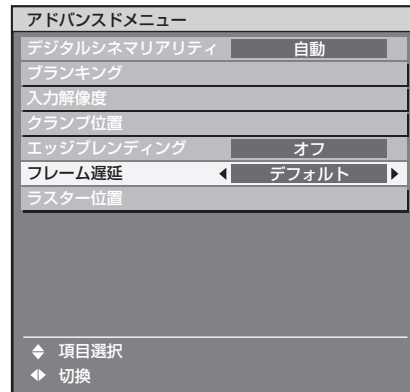 アドバンスドメニュー
デジタルシネマリアリティ 自動
ブランキング
入力解像度
クランプ位置
エッジブレンディング オフ
フレーム遅延 デフォルト
ラスター位置
項目選択
切換